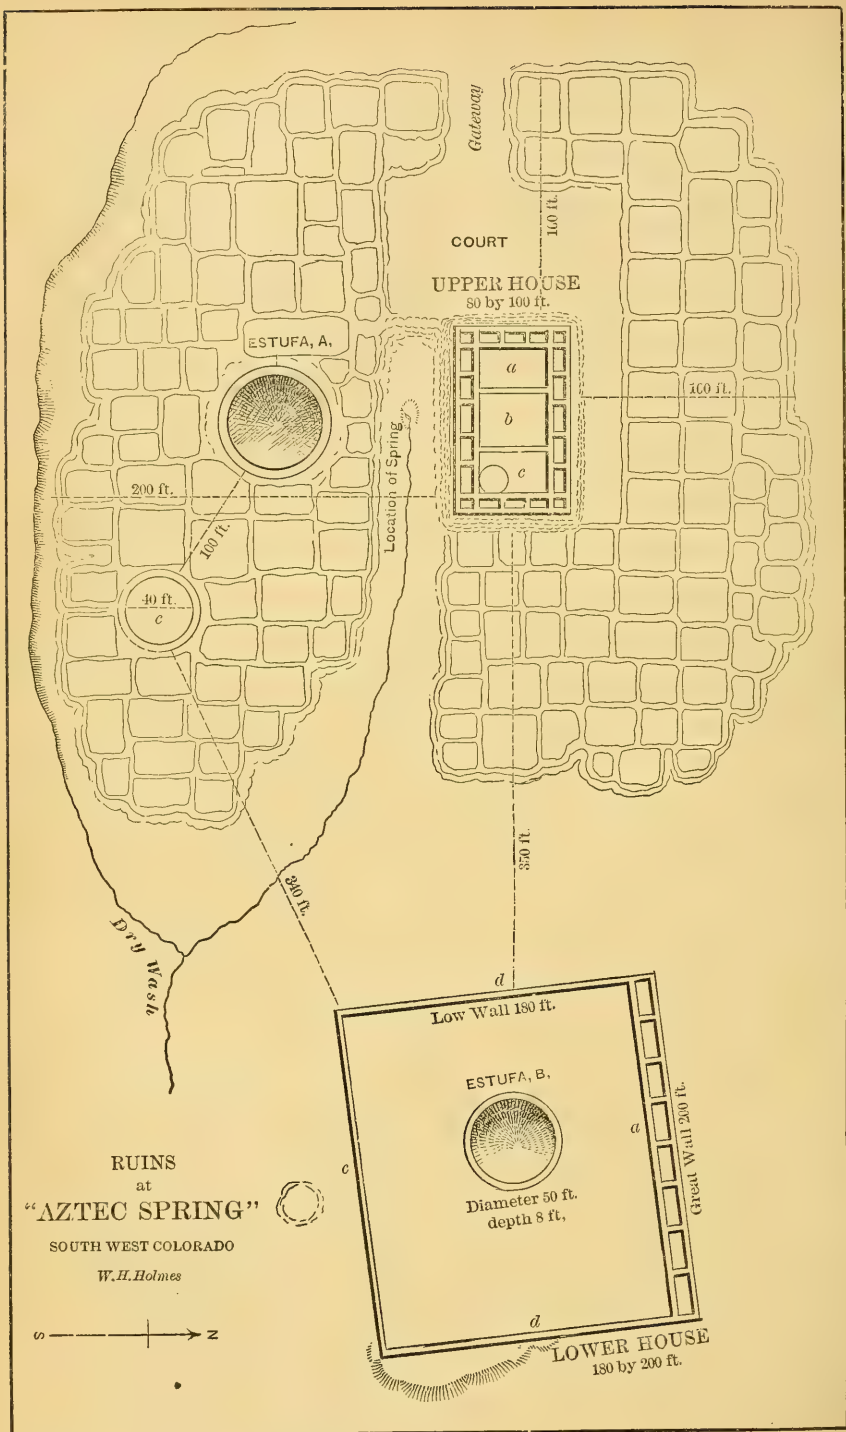 Gateway
160 ft.
COURT
UPPER HOUSE
80 by 100 ft.
ESTUFA, A,
a
b
c
160 ft.
Location of Spring
200 ft.
100 ft.
40 ft.
c
350 ft.
340 ft.
Dry Wash
d
Low Wall 180 ft.
ESTUFA, B,
a
Great Wall 200 ft.
c
Diameter 50 ft.
depth 8 ft,
RUINS
at
"AZTEC SPRING"
SOUTH WEST COLORADO
W.H.Holmes
S N
d
LOWER HOUSE
180 by 200 ft.